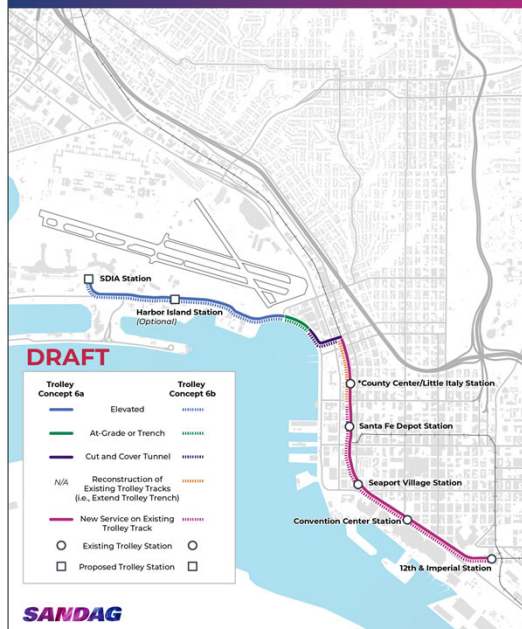 SDIA Station
Harbor Island Station
(Optional)
DRAFT
Trolley
Concept 6a
Trolley
Concept 6b
Elevated
At-Grade or Trench
Cut and Cover Tunnel
N/A
Reconstruction of
Existing Trolley Tracks
(i.e., Extend Trolley Trench)
New Service on Existing
Trolley Track
Existing Trolley Station
Proposed Trolley Station
*County Center/Little Italy Station
Santa Fe Depot Station
Seaport Village Station
Convention Center Station
12th & Imperial Station
SANDAG